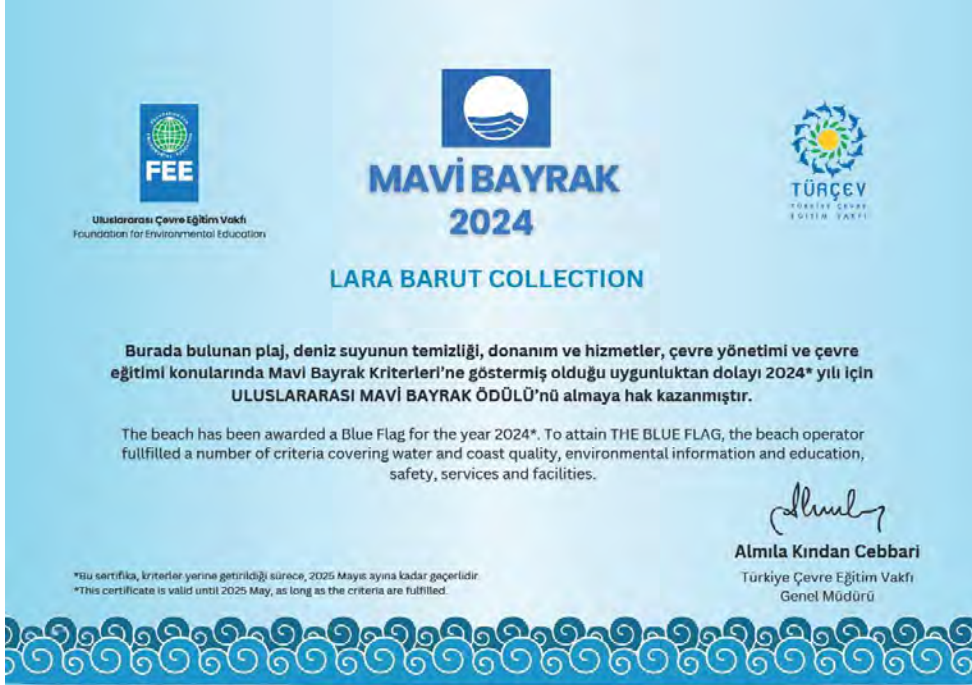 FEE
Uluslararası Çevre Eğitim Vakfı
Foundation for Environmental Education
MAVİ BAYRAK
2024
TÜRÇEV
TÜRKİYE ÇEVRE
EĞİTİM VAKFI
LARA BARUT COLLECTION
Burada bulunan plaj, deniz suyunun temizliği, donanım ve hizmetler, çevre yönetimi ve çevre
eğitimi konularında Mavi Bayrak Kriterleri'ne göstermiş olduğu uygunluktan dolayı 2024* yılı için
ULUSLARARASI MAVİ BAYRAK ÖDÜLÜ'nü almaya hak kazanmıştır.
The beach has been awarded a Blue Flag for the year 2024*. To attain THE BLUE FLAG, the beach operator
fullfilled a number of criteria covering water and coast quality, environmental information and education,
safety, services and facilities.
Almıla Kından Cebbari
Türkiye Çevre Eğitim Vakfı
Genel Müdürü
*Bu sertifika, kriterler yerine getirildiği sürece, 2025 Mayıs ayına kadar geçerlidir.
*This certificate is valid until 2025 May, as long as the criteria are fulfilled.